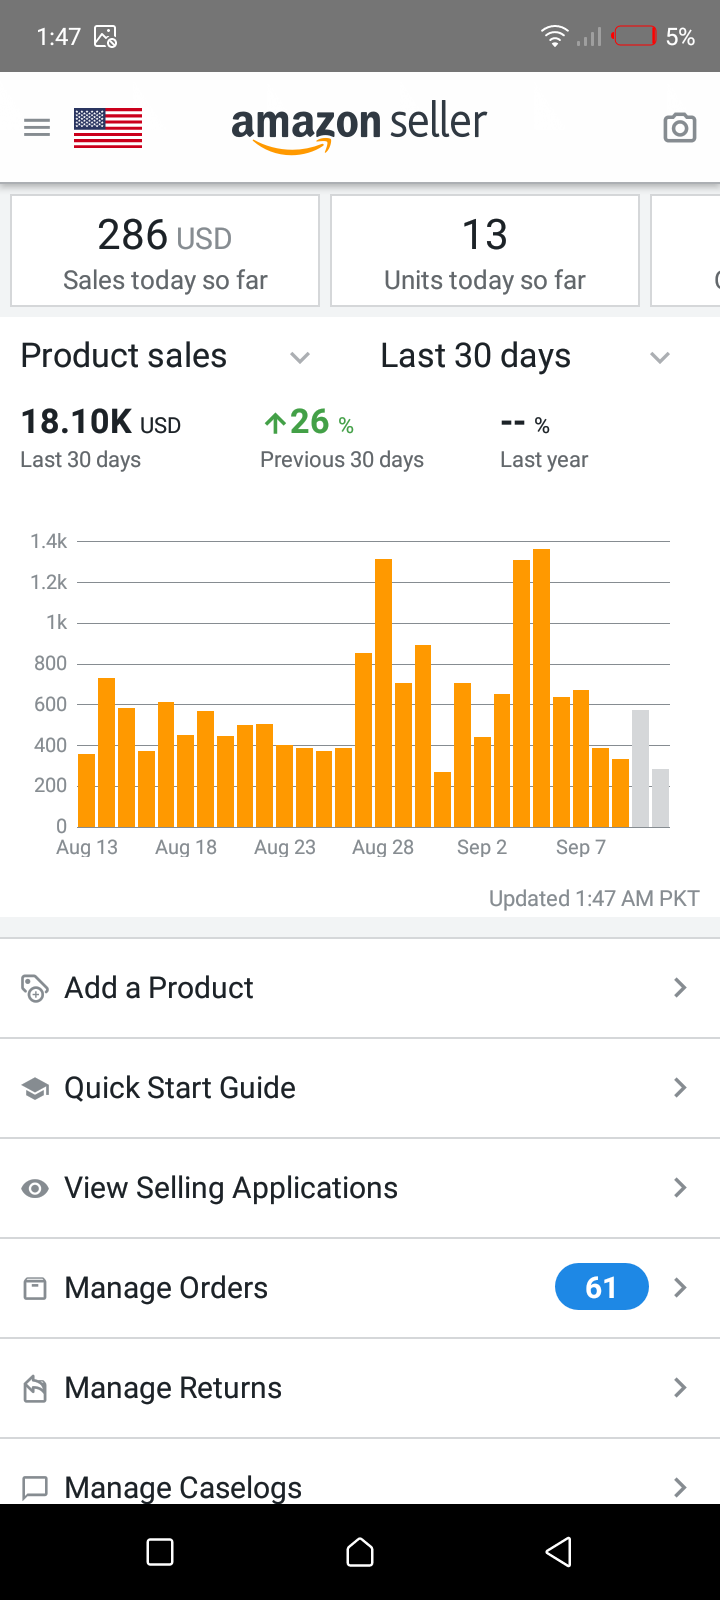 1:47
5%
amazon seller
286 USD
Sales today so far
13
Units today so far
Product sales
Last 30 days
18.10K USD
Last 30 days
↑26 %
Previous 30 days
-- %
Last year
1.4k
1.2k
1k
800
600
400
200
0
Aug 13
Aug 18
Aug 23
Aug 28
Sep 2
Sep 7
Updated 1:47 AM PKT
Add a Product
Quick Start Guide
View Selling Applications
Manage Orders
61
Manage Returns
Manage Caselogs